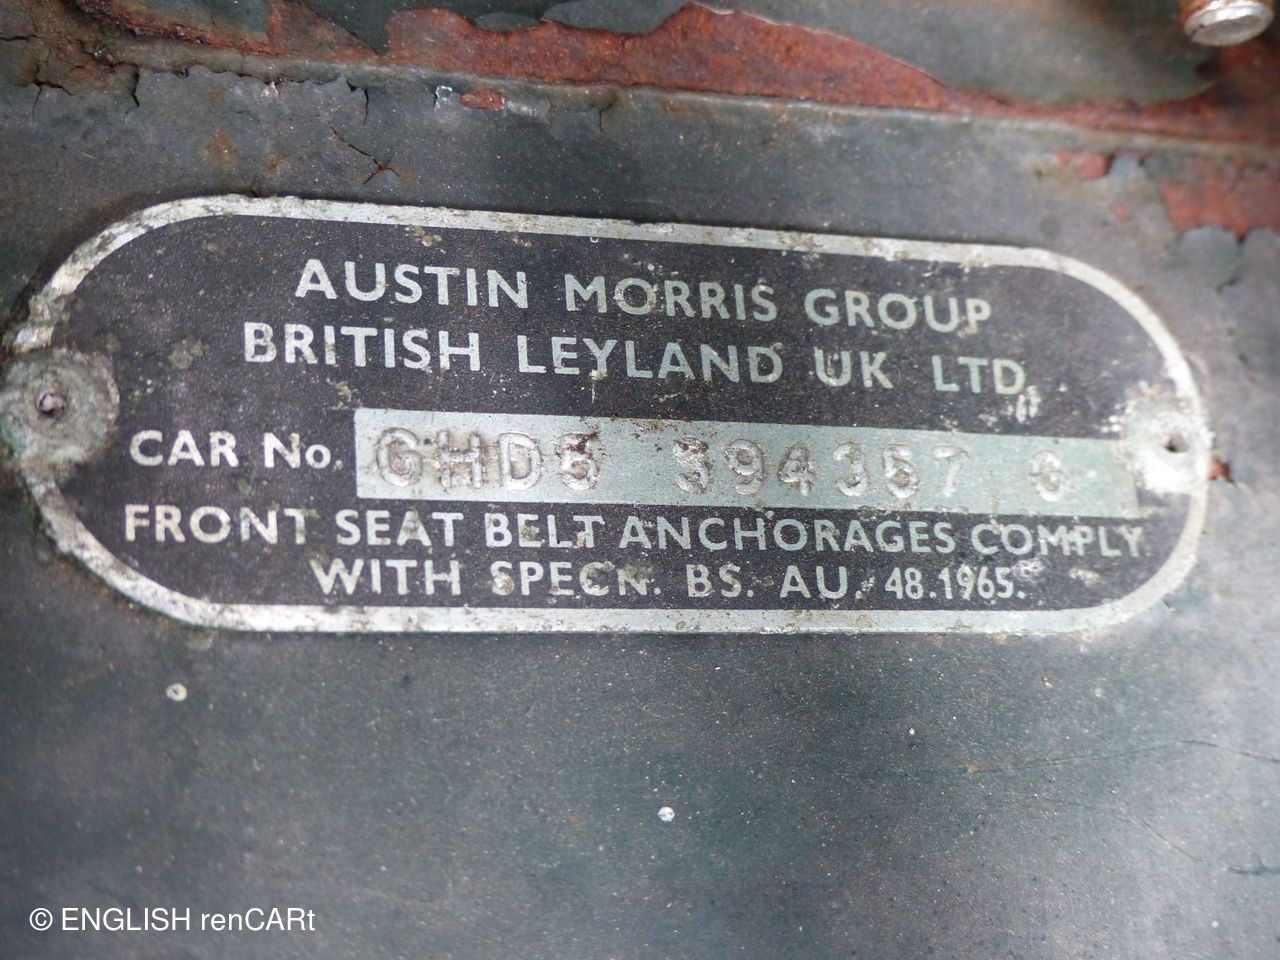 AUSTIN MORRIS GROUP
BRITISH LEYLAND UK LTD,
CAR No. GHD5 394367 G
FRONT SEAT BELT ANCHORAGES COMPLY
WITH SPECN. BS. AU. 48.1965.
© ENGLISH renCARt